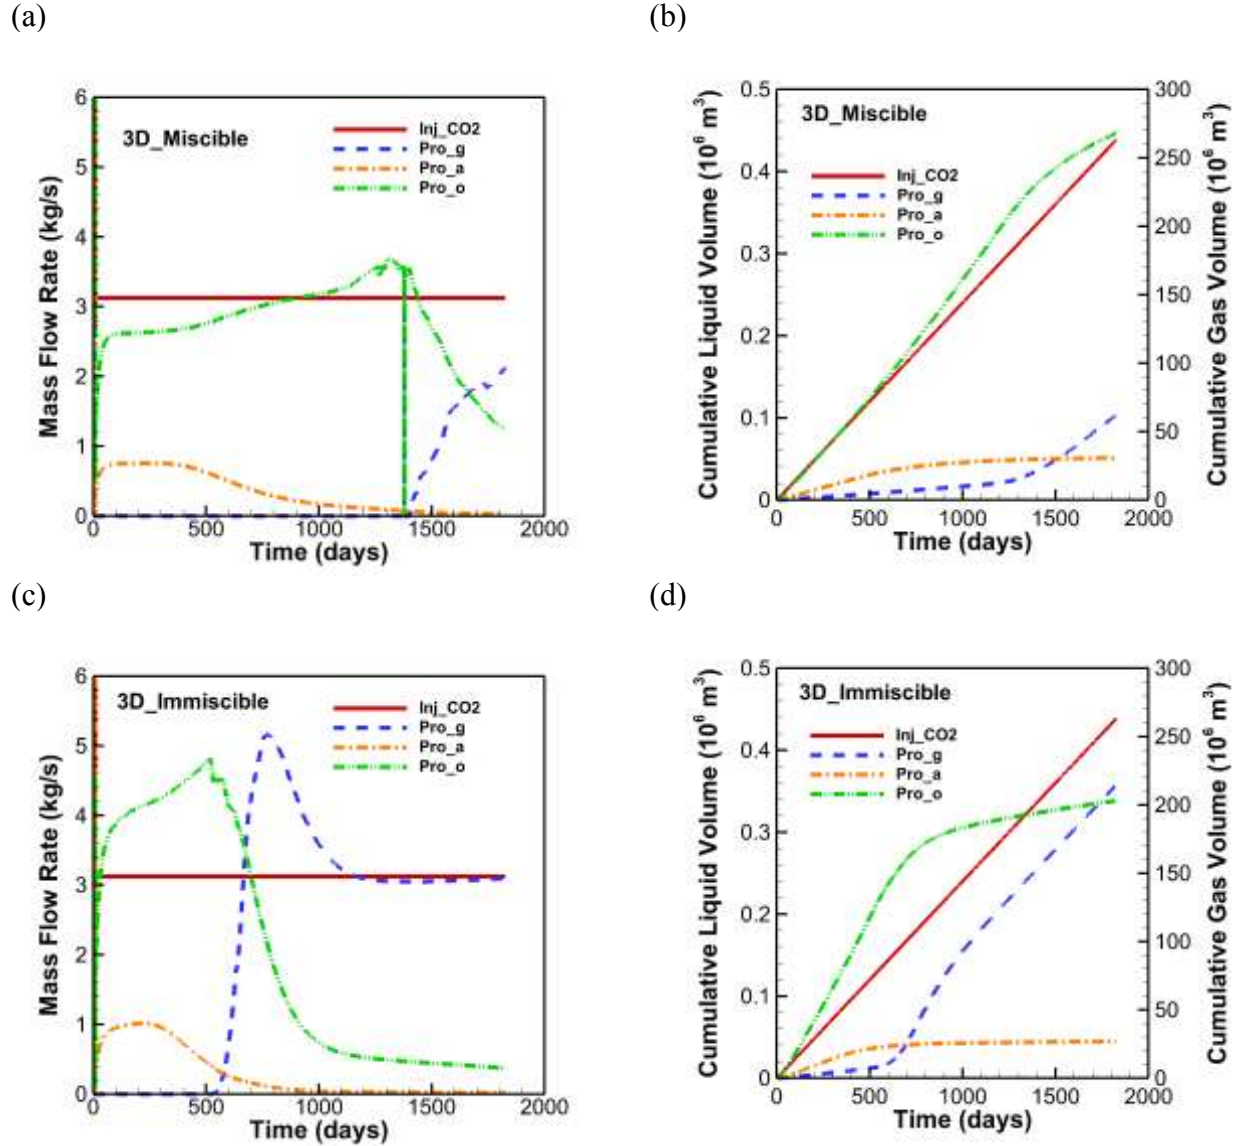 (a)
(b)
3D_Miscible
Inj_CO2
Pro_g
Pro_a
Pro_o
Mass Flow Rate (kg/s)
6
5
4
3
2
1
0
0 500 1000 1500 2000
Time (days)
3D_Miscible
Inj_CO2
Pro_g
Pro_a
Pro_o
Cumulative Liquid Volume (10⁶ m³)
0.5
0.4
0.3
0.2
0.1
0
300
250
200
150
100
50
0
Cumulative Gas Volume (10⁶ m³)
0 500 1000 1500 2000
Time (days)
(c)
(d)
3D_Immiscible
Inj_CO2
Pro_g
Pro_a
Pro_o
Mass Flow Rate (kg/s)
6
5
4
3
2
1
0
0 500 1000 1500 2000
Time (days)
3D_Immiscible
Inj_CO2
Pro_g
Pro_a
Pro_o
Cumulative Liquid Volume (10⁶ m³)
0.5
0.4
0.3
0.2
0.1
0
300
250
200
150
100
50
0
Cumulative Gas Volume (10⁶ m³)
0 500 1000 1500 2000
Time (days)